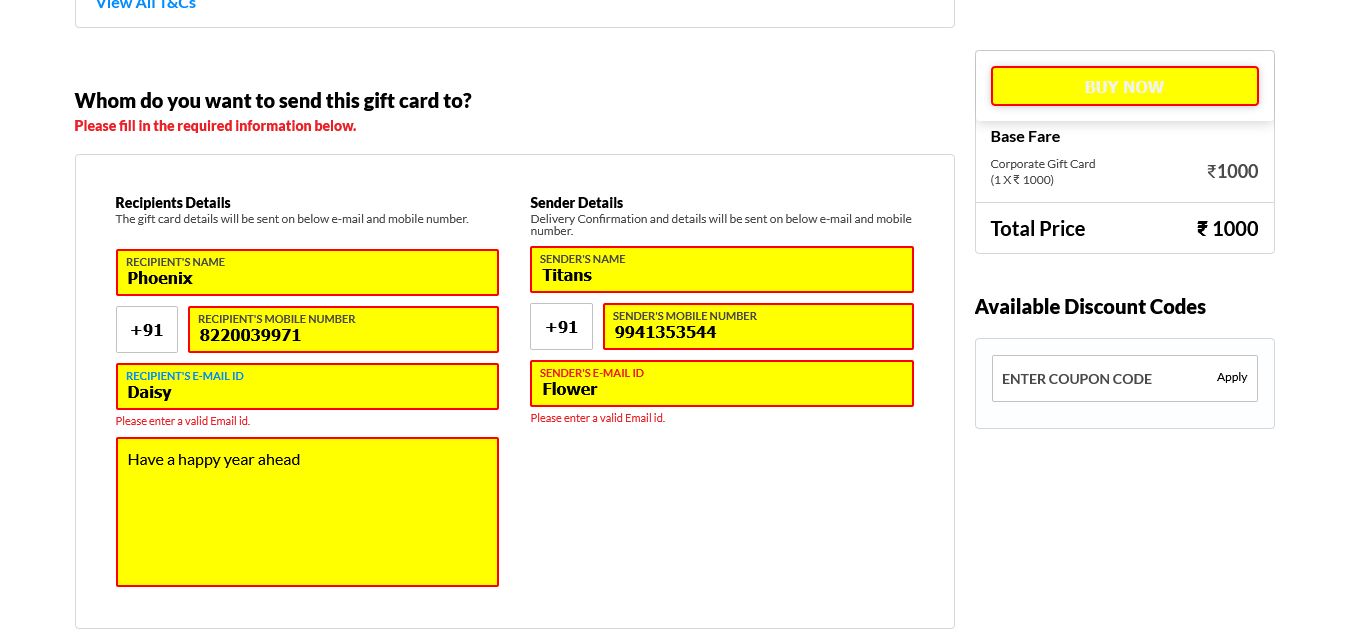 View All T&Cs
Whom do you want to send this gift card to?
Please fill in the required information below.
Recipients Details
The gift card details will be sent on below e-mail and mobile number.
RECIPIENT'S NAME
Phoenix
+91
RECIPIENT'S MOBILE NUMBER
8220039971
RECIPIENT'S E-MAIL ID
Daisy
Please enter a valid Email id.
Have a happy year ahead
Sender Details
Delivery Confirmation and details will be sent on below e-mail and mobile
number.
SENDER'S NAME
Titans
+91
SENDER'S MOBILE NUMBER
9941353544
SENDER'S E-MAIL ID
Flower
Please enter a valid Email id.
BUY NOW
Base Fare
Corporate Gift Card
(1 X ₹ 1000)
₹1000
Total Price
₹ 1000
Available Discount Codes
ENTER COUPON CODE
Apply